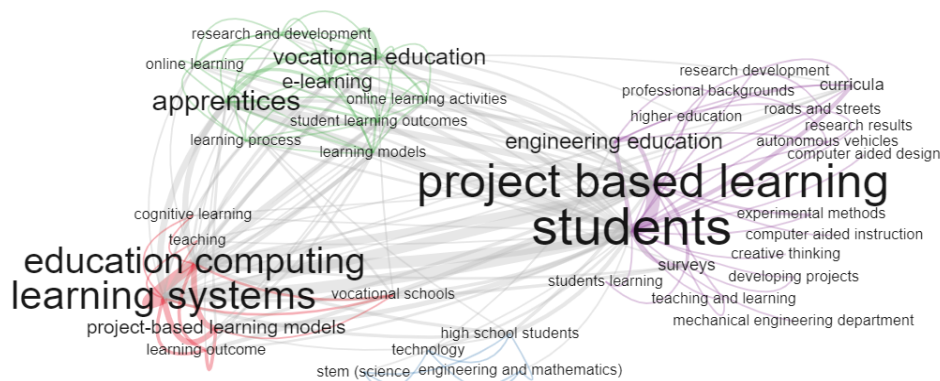 research and development
vocational education
online learning
e-learning
apprentices
online learning activities
student learning outcomes
learning process
learning models
research development
professional backgrounds
curricula
higher education
roads and streets
research results
engineering education
autonomous vehicles
computer aided design
project based learning
students
experimental methods
computer aided instruction
creative thinking
surveys
students learning
developing projects
teaching and learning
mechanical engineering department
cognitive learning
teaching
education computing
learning systems
vocational schools
project-based learning models
learning outcome
high school students
technology
stem (science engineering and mathematics)